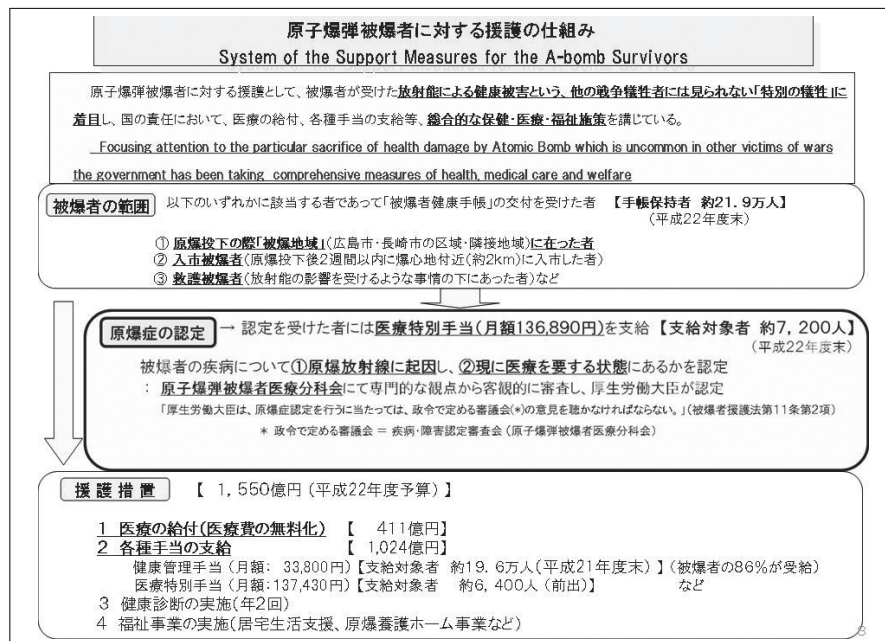 原子爆弾被爆者に対する援護の仕組み
System of the Support Measures for the A-bomb Survivors
原子爆弾被爆者に対する援護として、被爆者が受けた放射能による健康被害という、他の戦争犠牲者には見られない「特別の犠牲」に
着目し、国の責任において、医療の給付、各種手当の支給等、総合的な保健・医療・福祉施策を講じている。
Focusing attention to the particular sacrifice of health damage by Atomic Bomb which is uncommon in other victims of wars
the government has been taking comprehensive measures of health, medical care and welfare
被爆者の範囲 以下のいずれかに該当する者であって「被爆者健康手帳」の交付を受けた者 【手帳保持者 約21.9万人】
(平成22年度末)
① 原爆投下の際「被爆地域」(広島市・長崎市の区域・隣接地域)に在った者
② 入市被爆者(原爆投下後2週間以内に爆心地付近(約2km)に入市した者)
③ 救護被爆者(放射能の影響を受けるような事情の下にあった者)など
原爆症の認定 → 認定を受けた者には医療特別手当(月額136,890円)を支給 【支給対象者 約7,200人】
(平成22年度末)
被爆者の疾病について①原爆放射線に起因し、②現に医療を要する状態にあるかを認定
: 原子爆弾被爆者医療分科会にて専門的な観点から客観的に審査し、厚生労働大臣が認定
「厚生労働大臣は、原爆症認定を行うに当たっては、政令で定める審議会(*)の意見を聴かなければならない。」(被爆者援護法第11条第2項)
* 政令で定める審議会 = 疾病・障害認定審査会(原子爆弾被爆者医療分科会)
援護措置 【 1,550億円 (平成22年度予算) 】
1 医療の給付(医療費の無料化) 【 411億円】
2 各種手当の支給 【 1,024億円】
健康管理手当 (月額: 33,800円)【支給対象者 約19.6万人(平成21年度末) 】(被爆者の86%が受給)
医療特別手当 (月額:137,430円)【支給対象者 約6,400人 (前出)】 など
3 健康診断の実施(年2回)
4 福祉事業の実施(居宅生活支援、原爆養護ホーム事業など)
3